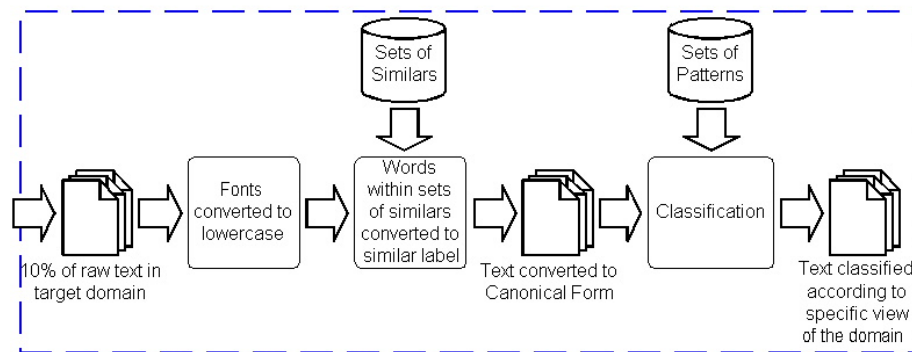 Sets of
Similars
Sets of
Patterns
Fonts
converted to
lowercase
Words
within sets
of similars
converted to
similar label
Classification
10% of raw text in
target domain
Text converted to
Canonical Form
Text classified
according to
specific view
of the domain